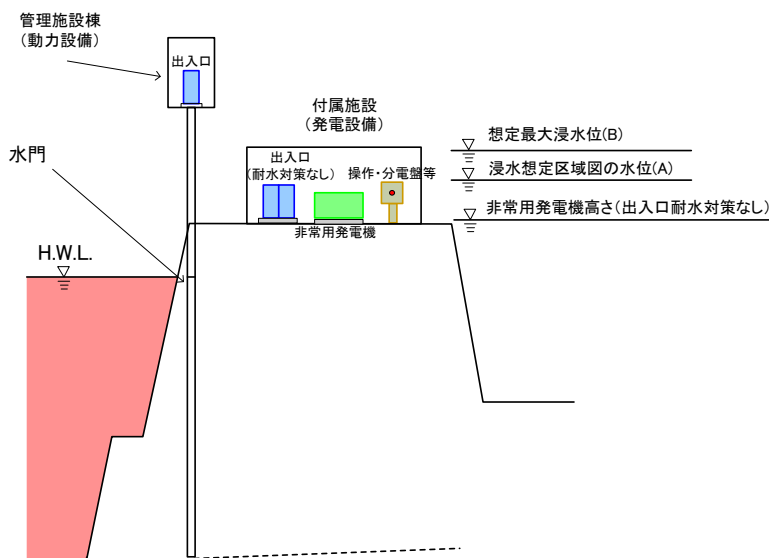 管理施設棟
（動力設備）
出入口
付属施設
（発電設備）
想定最大浸水位(B)
水門
出入口
（耐水対策なし）
操作・分電盤等
浸水想定区域図の水位(A)
非常用発電機高さ（出入口耐水対策なし）
非常用発電機
H.W.L.